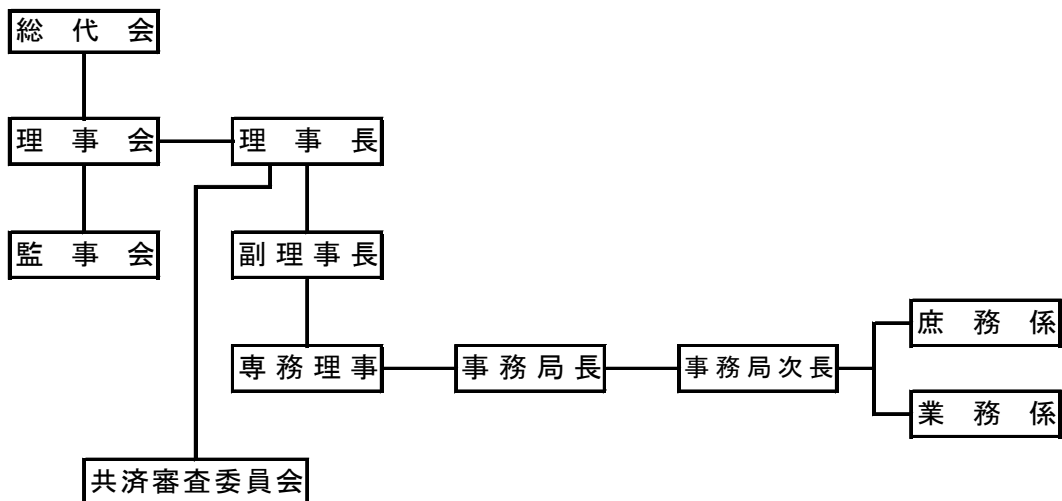 総代会
理事会
理事長
監事会
副理事長
庶務係
専務理事
事務局長
事務局次長
業務係
共済審査委員会